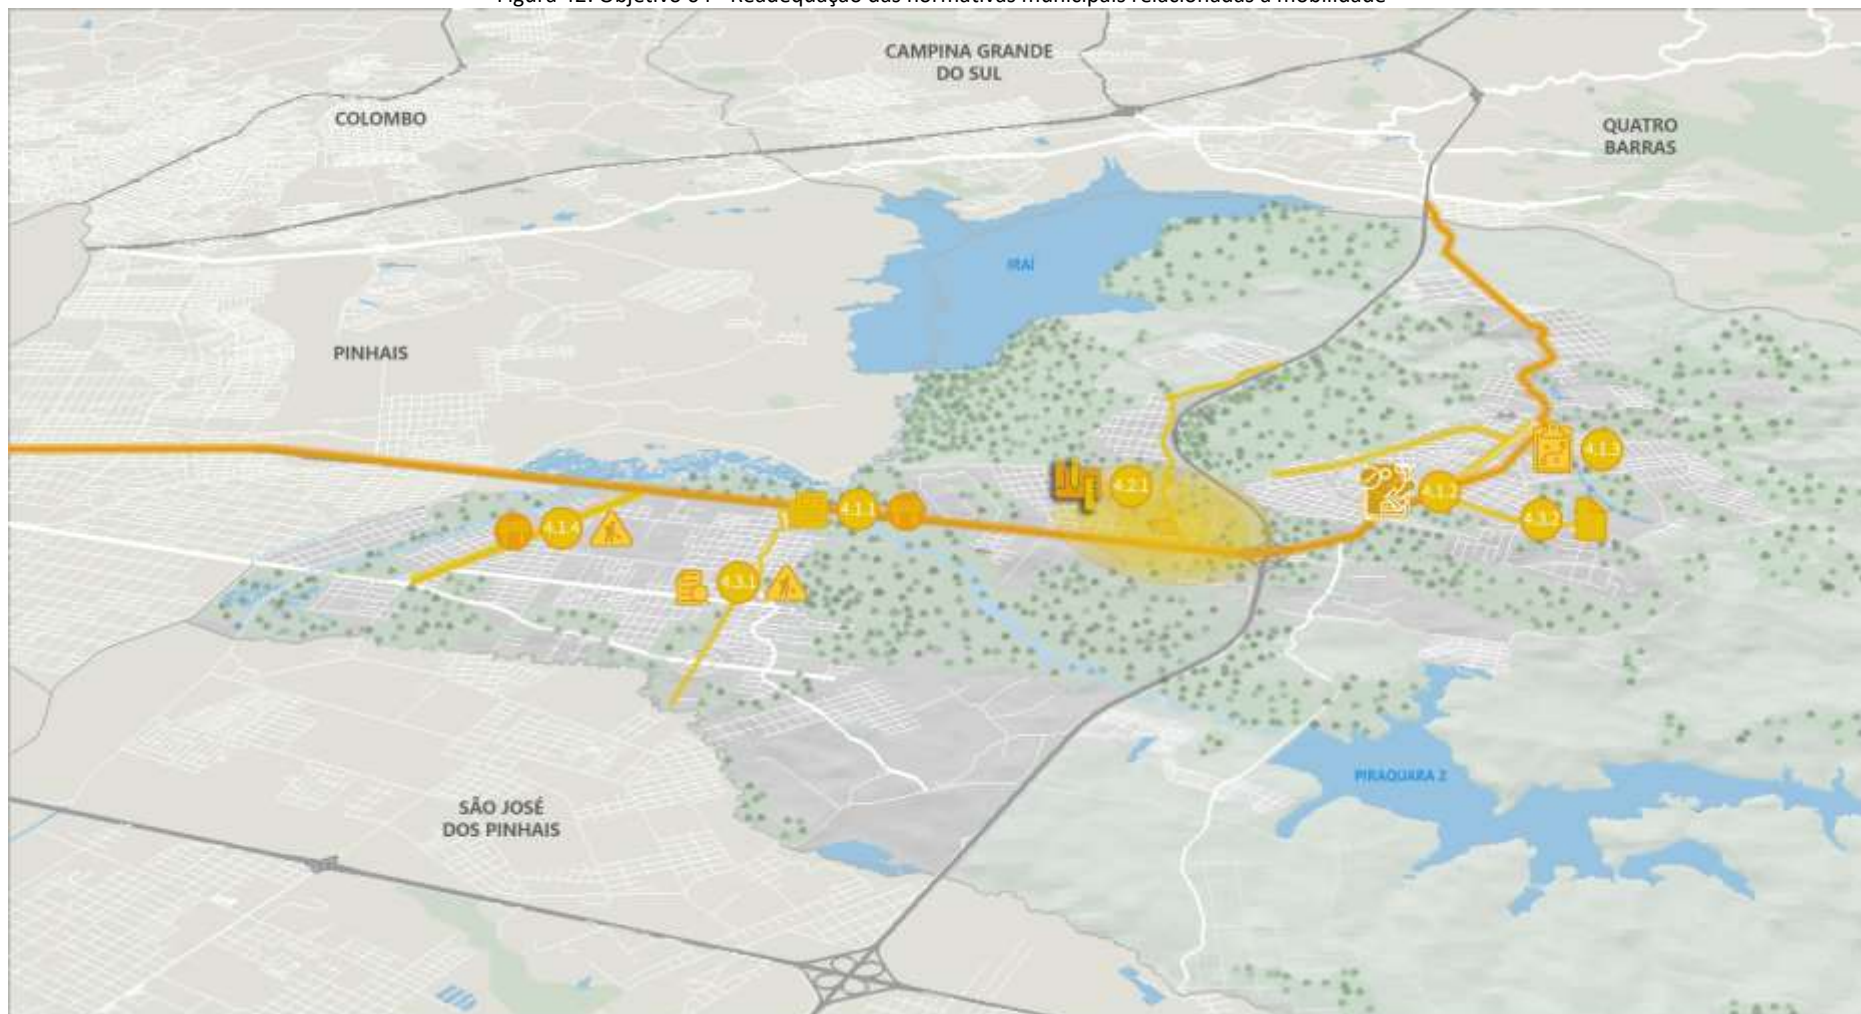 Figura 42: Objetivo 04 - Readequação das normativas municipais relacionadas à mobilidade
CAMPINA GRANDE
DO SUL
COLOMBO
QUATRO
BARRAS
IRAÍ
PINHAIS
4.1.3
4.2.1
4.1.2
4.1.1
4.3.2
4.1.4
4.3.1
PIRAQUARA 2
SÃO JOSÉ
DOS PINHAIS